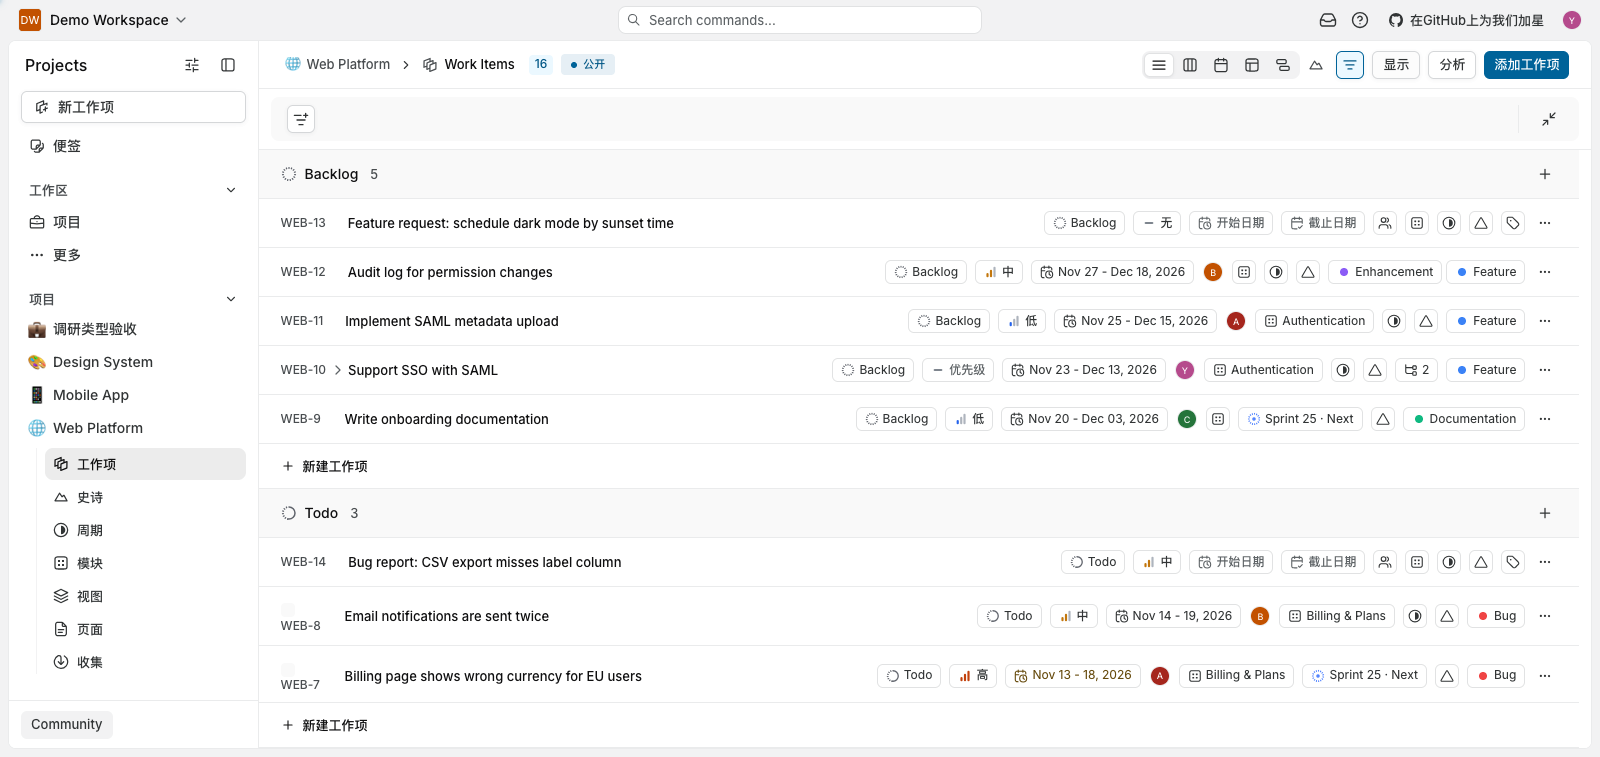 DW Demo Workspace
Search commands...
在GitHub上为我们加星
Y
Projects
新工作项
便签
工作区
项目
更多
项目
调研类型验收
Design System
Mobile App
Web Platform
工作项
史诗
周期
模块
视图
页面
收集
Community
Web Platform
Work Items
16
公开
显示
分析
添加工作项
Backlog 5
WEB-13 Feature request: schedule dark mode by sunset time Backlog 无 开始日期 截止日期
WEB-12 Audit log for permission changes Backlog 中 Nov 27 - Dec 18, 2026 B Enhancement Feature
WEB-11 Implement SAML metadata upload Backlog 低 Nov 25 - Dec 15, 2026 A Authentication Feature
WEB-10 Support SSO with SAML Backlog 优先级 Nov 23 - Dec 13, 2026 Y Authentication 2 Feature
WEB-9 Write onboarding documentation Backlog 低 Nov 20 - Dec 03, 2026 C Sprint 25 · Next Documentation
新建工作项
Todo 3
WEB-14 Bug report: CSV export misses label column Todo 中 开始日期 截止日期
WEB-8 Email notifications are sent twice Todo 中 Nov 14 - 19, 2026 B Billing & Plans Bug
WEB-7 Billing page shows wrong currency for EU users Todo 高 Nov 13 - 18, 2026 A Billing & Plans Sprint 25 · Next Bug
新建工作项